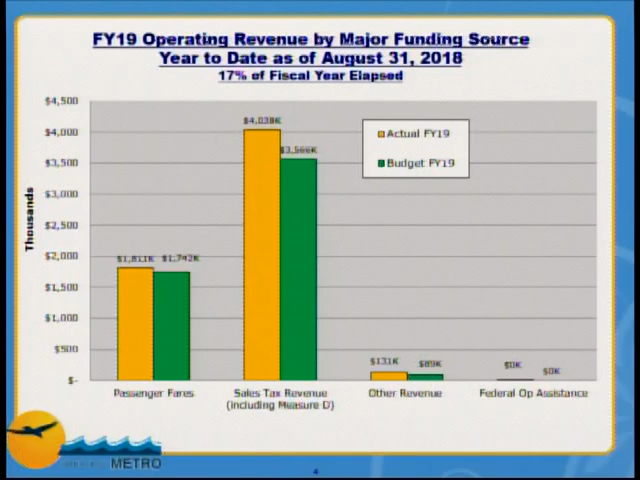 FY19 Operating Revenue by Major Funding Source
Year to Date as of August 31, 2018
17% of Fiscal Year Elapsed
Thousands
$4,500
$4,000
$3,500
$3,000
$2,500
$2,000
$1,500
$1,000
$500
$-
$1,811K
$1,742K
$4,038K
$3,566K
$131K
$89K
$0K
$0K
Actual FY19
Budget FY19
Passenger Fares
Sales Tax Revenue
(including Measure D)
Other Revenue
Federal Op Assistance
METRO
4